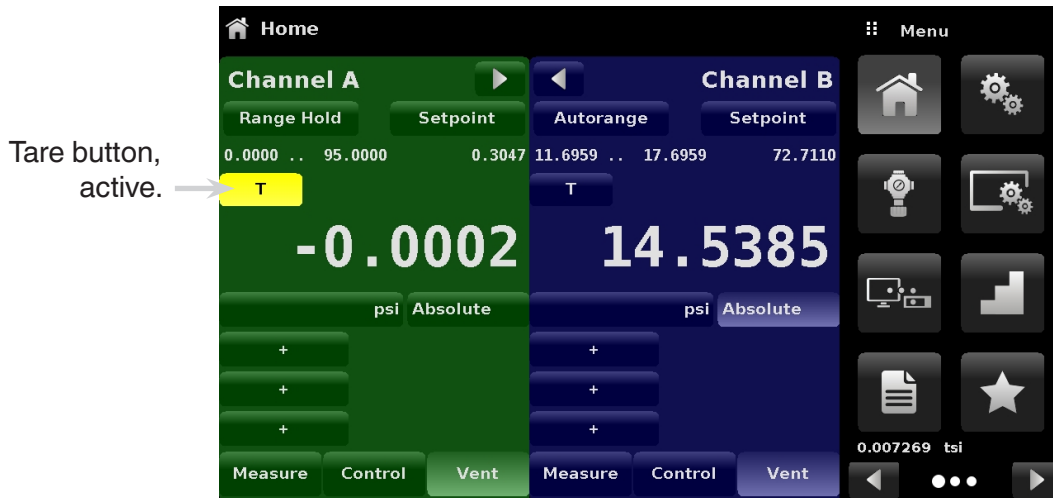 Home
Menu
Channel A
Channel B
Range Hold Setpoint
Autorange Setpoint
0.0000 .. 95.0000 0.3047
11.6959 .. 17.6959 72.7110
Tare button,
active.
T
T
-0.0002
14.5385
psi Absolute
psi Absolute
+
+
+
+
+
+
Measure Control Vent
Measure Control Vent
0.007269 tsi